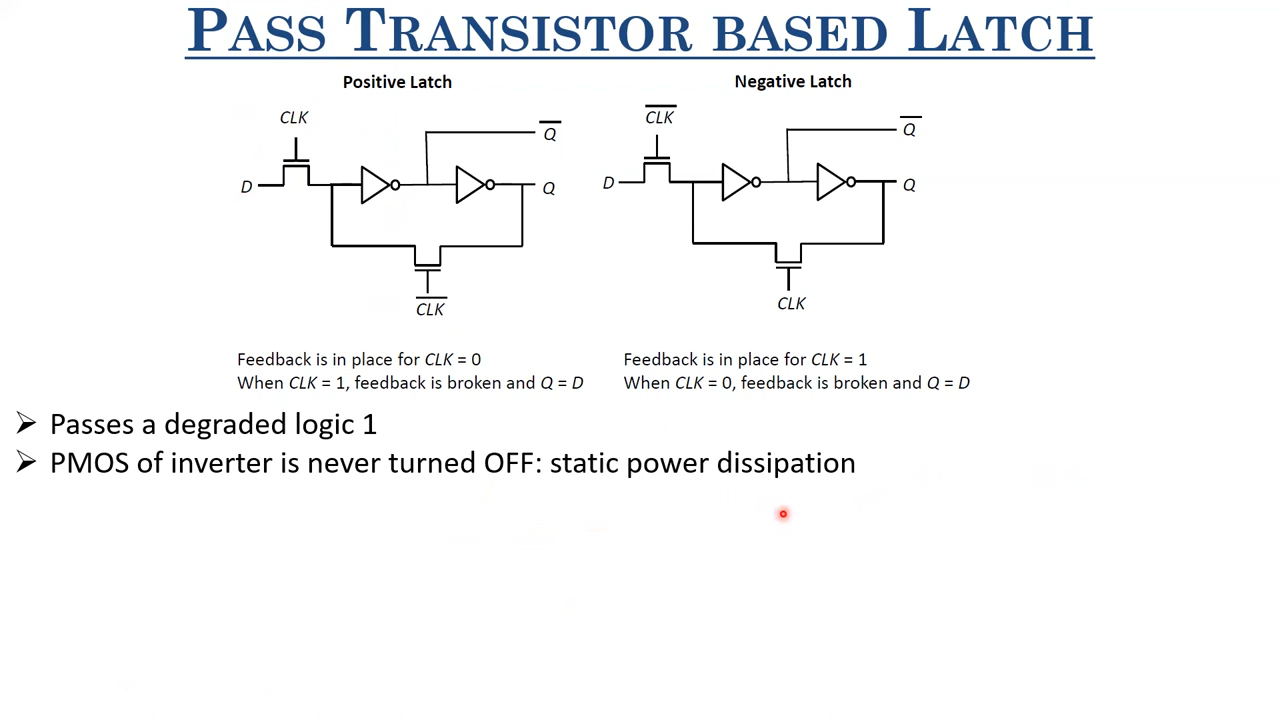 PASS TRANSISTOR BASED LATCH
Positive Latch
CLK
D
Q
Q
CLK
Negative Latch
CLK
D
Q
Q
CLK
Feedback is in place for CLK = 0
When CLK = 1, feedback is broken and Q = D
Feedback is in place for CLK = 1
When CLK = 0, feedback is broken and Q = D
➢ Passes a degraded logic 1
➢ PMOS of inverter is never turned OFF: static power dissipation